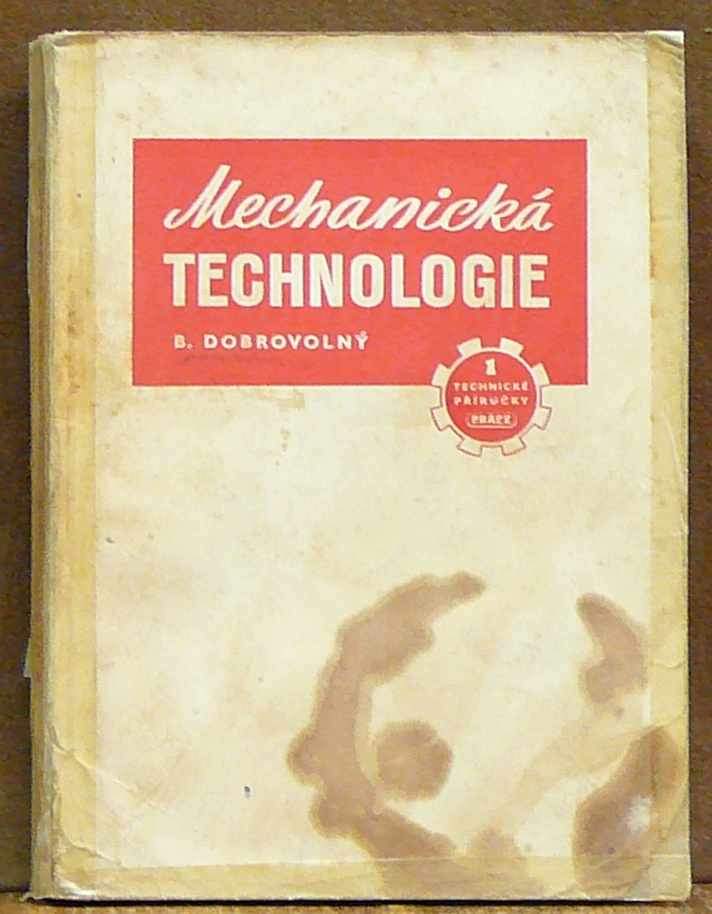 Mechanická
TECHNOLOGIE
B. DOBROVOLNÝ
1
TECHNICKÉ
PŘÍRUČKY
PRÁCE